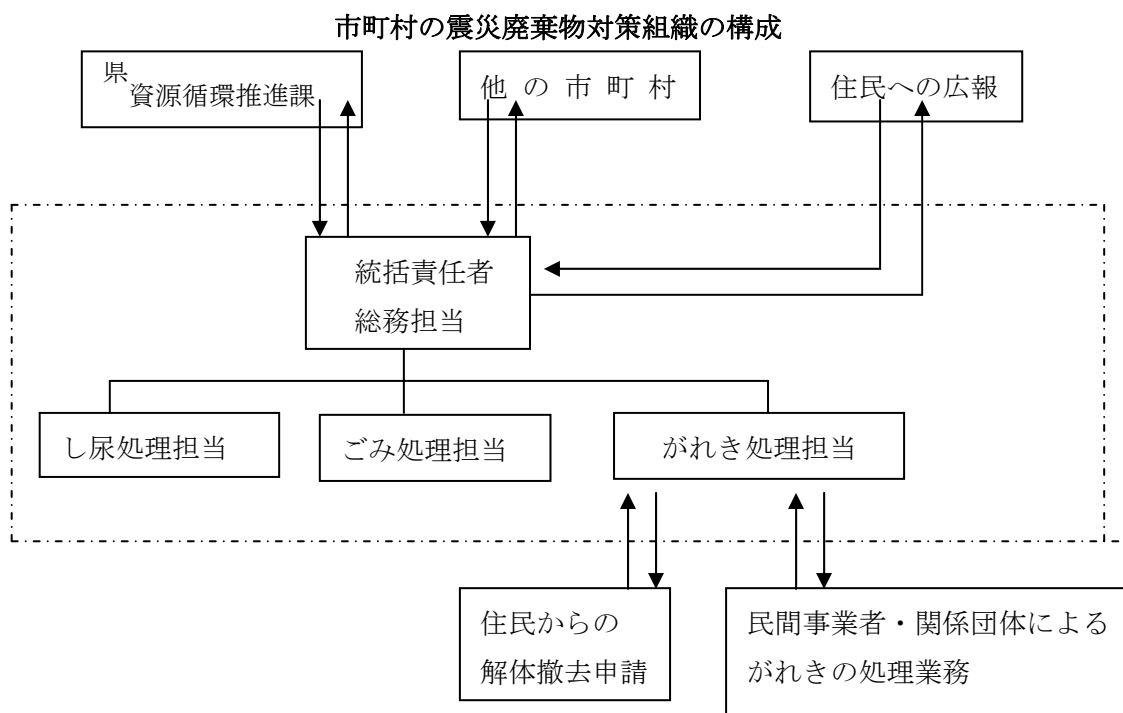 市町村の震災廃棄物対策組織の構成
県
資源循環推進課
他の市町村
住民への広報
統括責任者
総務担当
し尿処理担当
ごみ処理担当
がれき処理担当
住民からの
解体撤去申請
民間事業者・関係団体による
がれきの処理業務